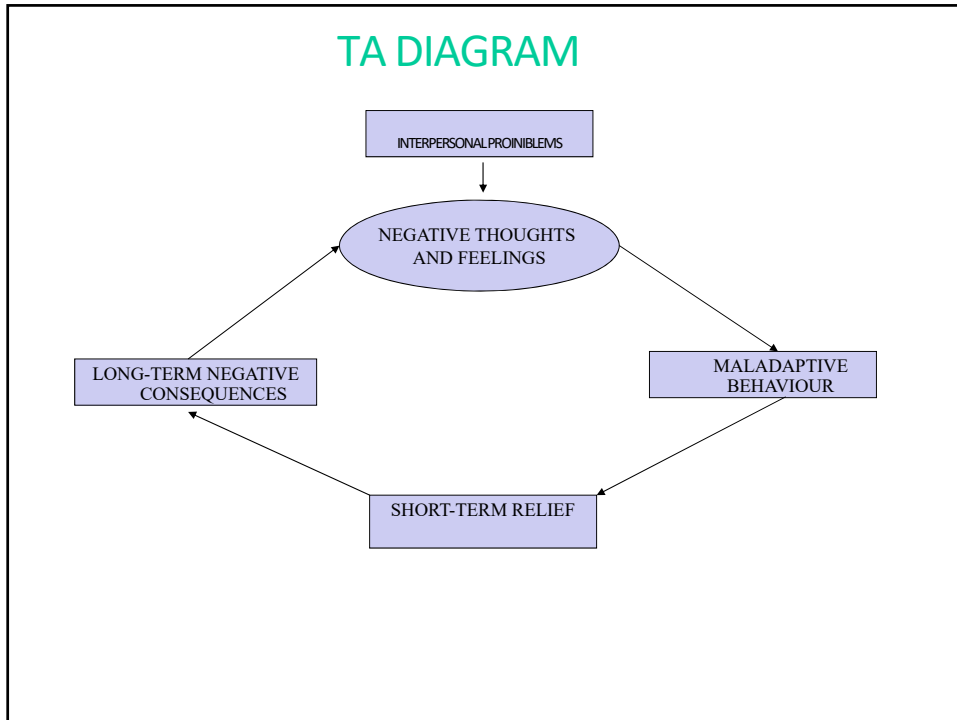 TA DIAGRAM
INTERPERSONAL PROINIBLEMS
NEGATIVE THOUGHTS
AND FEELINGS
LONG-TERM NEGATIVE
CONSEQUENCES
MALADAPTIVE
BEHAVIOUR
SHORT-TERM RELIEF